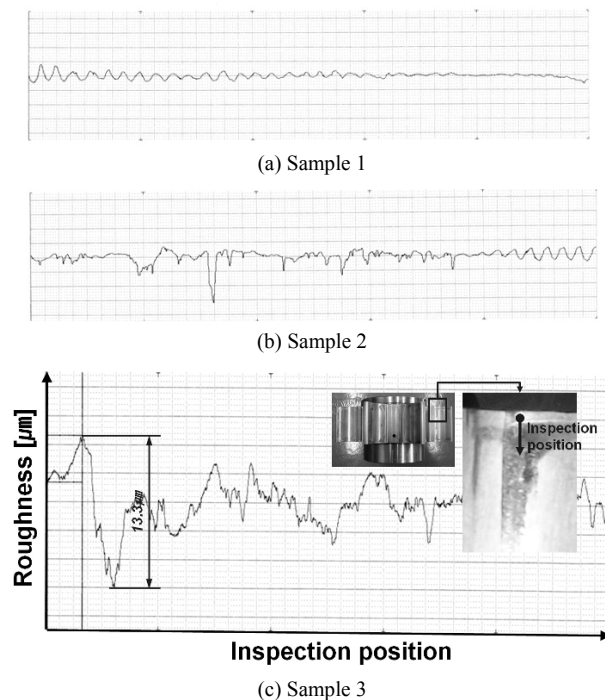 (a) Sample 1
(b) Sample 2
Roughness [㎛]
13.3㎛
Inspection
position
Inspection position
(c) Sample 3